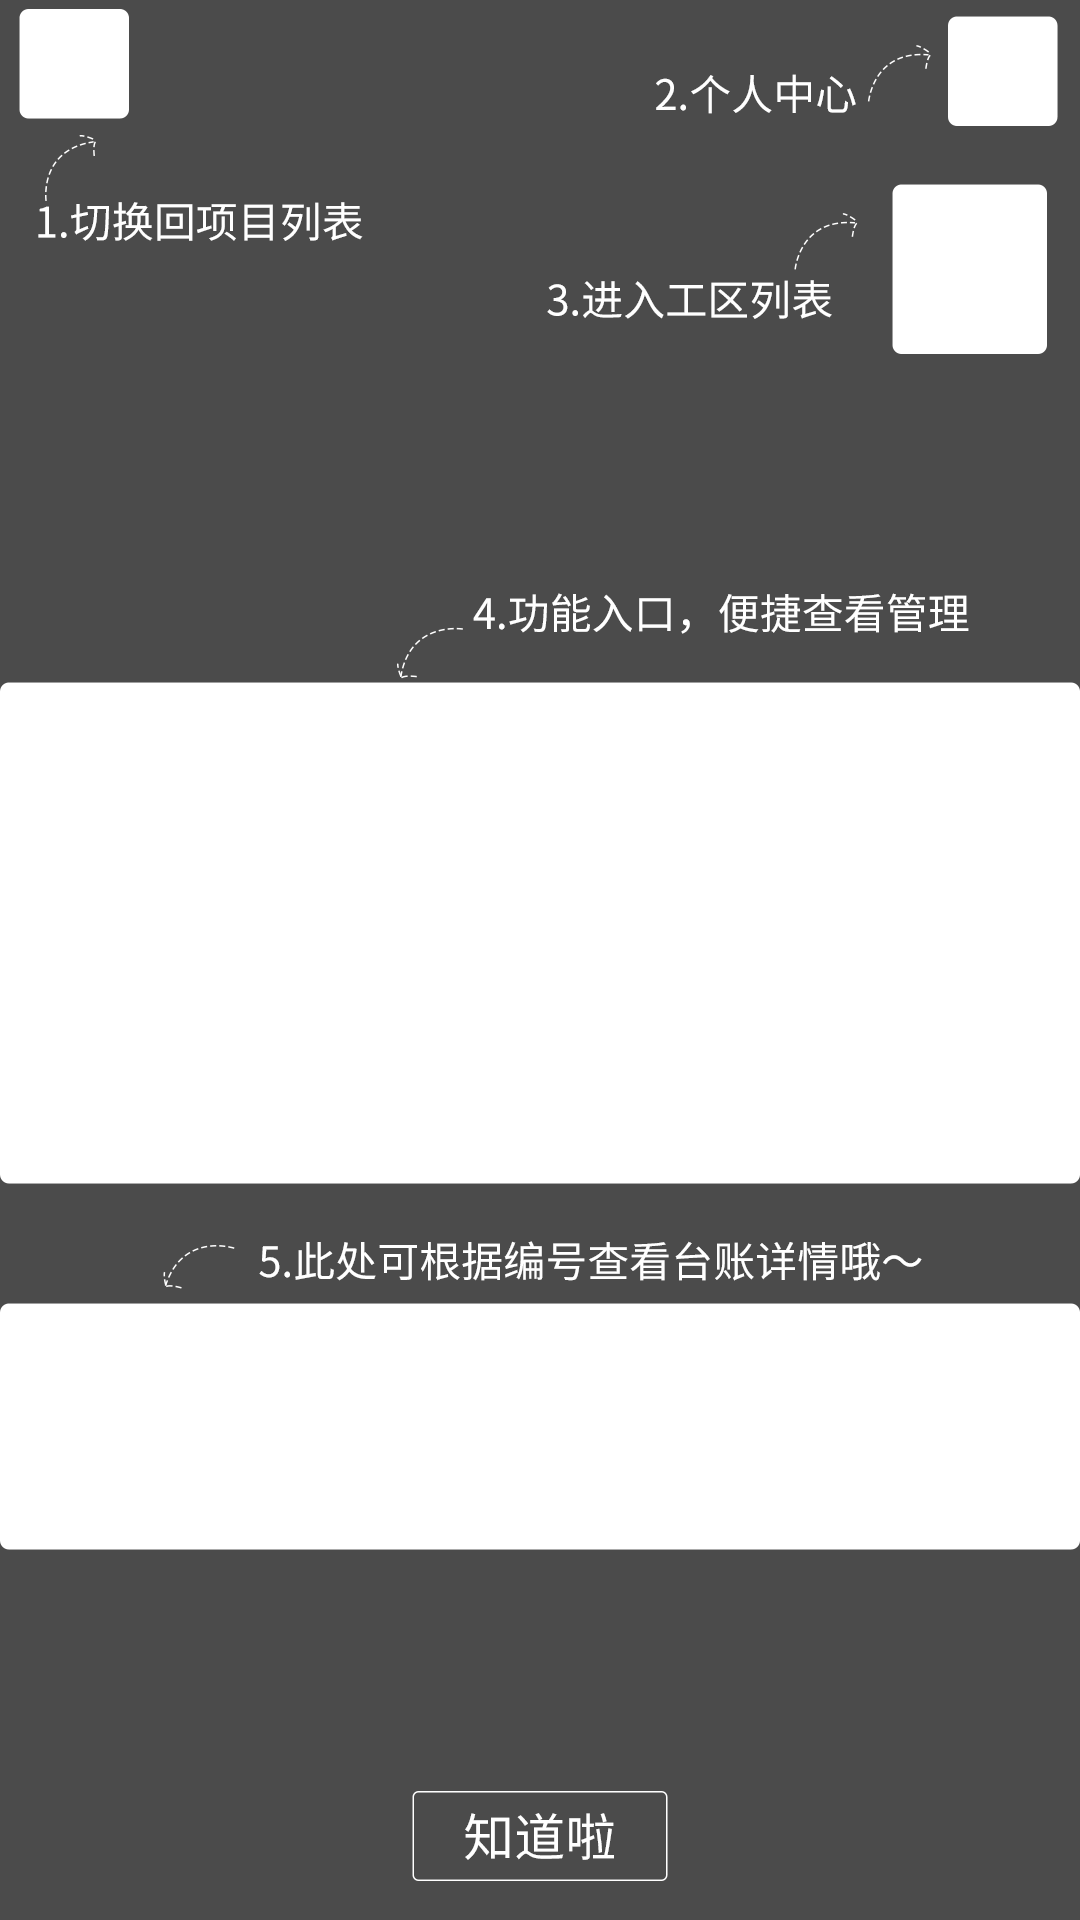 2.个人中心
1.切换回项目列表
3.进入工区列表
4.功能入口，便捷查看管理
5.此处可根据编号查看台账详情哦～
知道啦